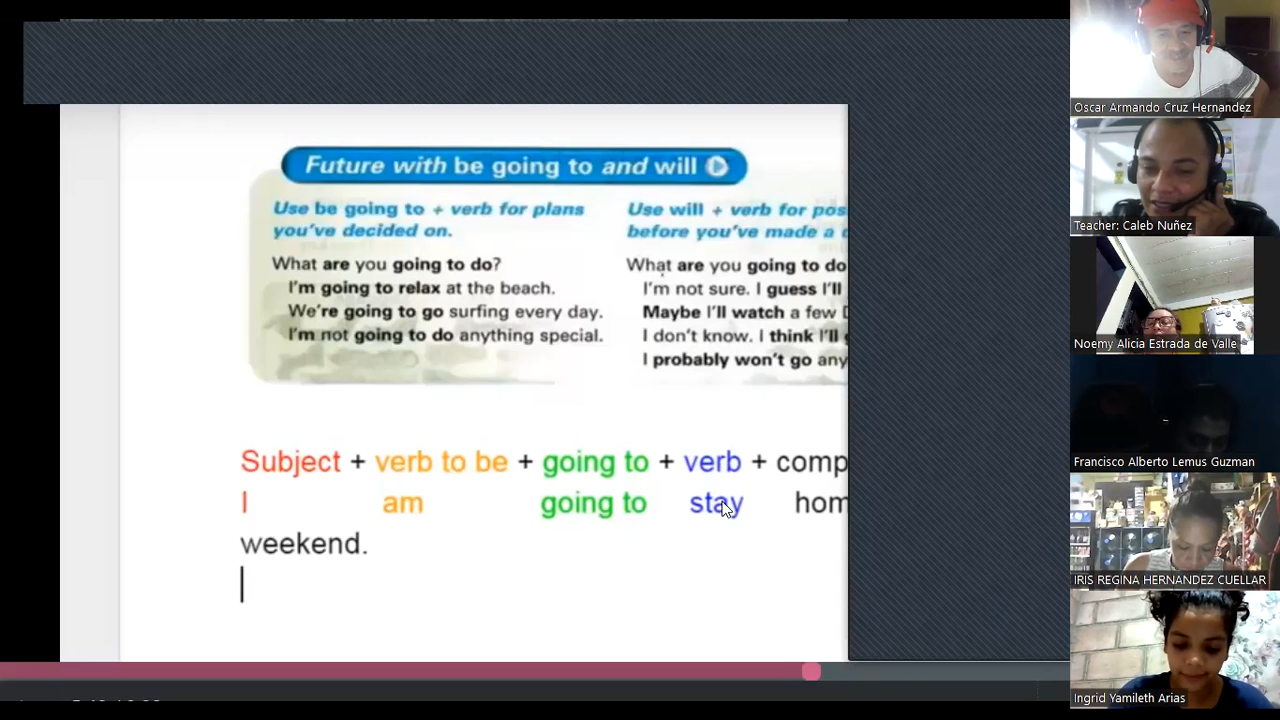 Future with be going to and will
Use be going to + verb for plans
you've decided on.
What are you going to do?
I'm going to relax at the beach.
We're going to go surfing every day.
I'm not going to do anything special.
Use will + verb for pos
before you've made a
What are you going to do
I'm not sure. I guess I'll
Maybe I'll watch a few
I don't know. I think I'll
I probably won't go any
Subject + verb to be + going to + verb + comp
I am going to stay hom
weekend.
Oscar Armando Cruz Hernandez
Teacher: Caleb Nuñez
Noemy Alicia Estrada de Valle
Francisco Alberto Lemus Guzman
IRIS REGINA HERNANDEZ CUELLAR
Ingrid Yamileth Arias